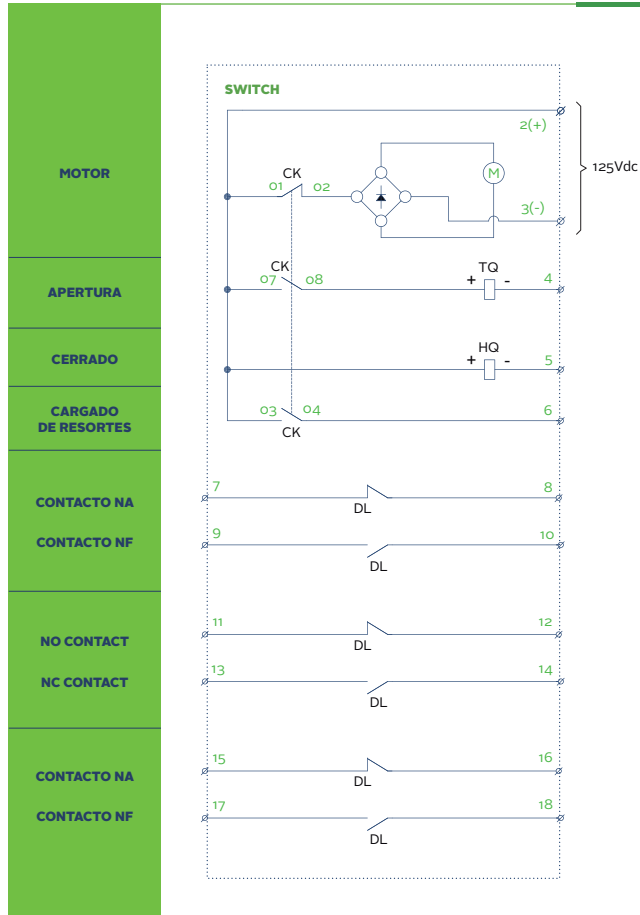 SWITCH
2(+)
125Vdc
MOTOR
CK
01 02
M
3(-)
CK
07 08
TQ
+ -
4
APERTURA
HQ
+ -
5
CERRADO
03 04
6
CK
CARGADO
DE RESORTES
7
8
DL
CONTACTO NA
9
10
DL
CONTACTO NF
11
12
DL
NO CONTACT
13
14
DL
NC CONTACT
15
16
DL
CONTACTO NA
17
18
DL
CONTACTO NF